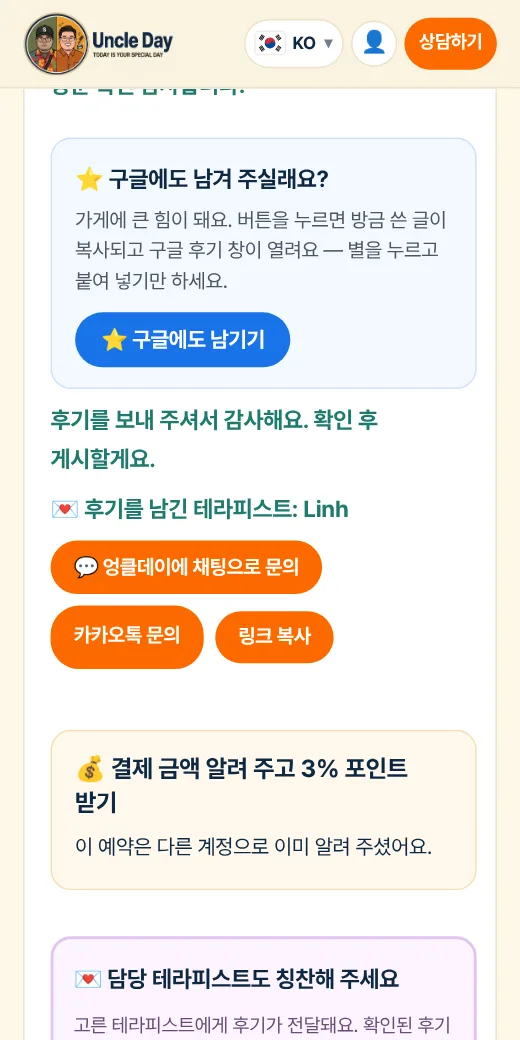 Uncle Day
TODAY IS YOUR SPECIAL DAY
KO ▼
상담하기
⭐ 구글에도 남겨 주실래요?
가게에 큰 힘이 돼요. 버튼을 누르면 방금 쓴 글이
복사되고 구글 후기 창이 열려요 — 별을 누르고
붙여 넣기만 하세요.
⭐ 구글에도 남기기
후기를 보내 주셔서 감사해요. 확인 후
게시할게요.
💌 후기를 남긴 테라피스트: Linh
💬 엉클데이에 채팅으로 문의
카카오톡 문의
링크 복사
💰 결제 금액 알려 주고 3% 포인트
받기
이 예약은 다른 계정으로 이미 알려 주셨어요.
💌 담당 테라피스트도 칭찬해 주세요
고른 테라피스트에게 후기가 전달돼요. 확인된 후기